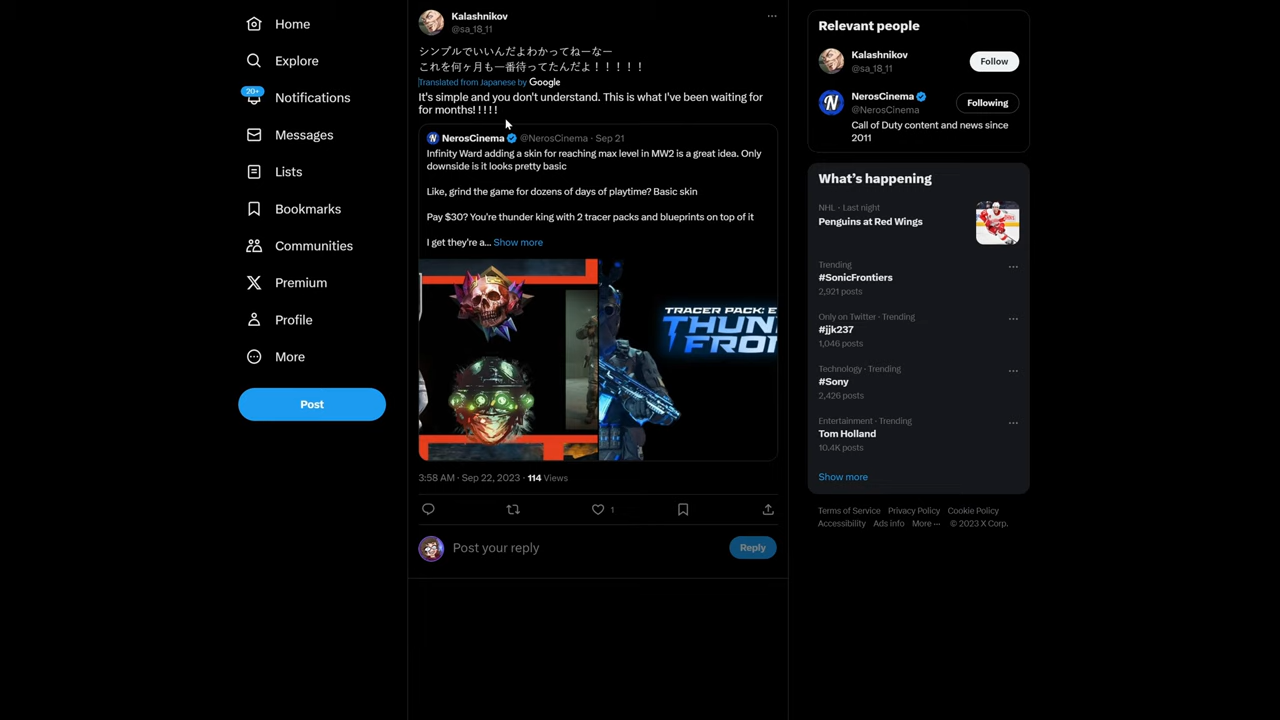 Home
Explore
20+
Notifications
Messages
Lists
Bookmarks
Communities
Premium
Profile
More
Post
Kalashnikov
@sa_18_11
シンプルでいいんだよわかってねーなー
これを何ヶ月も一番待ってたんだよ！！！！！
Translated from Japanese by Google
It's simple and you don't understand. This is what I've been waiting for
for months! ! ! ! !
NerosCinema @NerosCinema · Sep 21
Infinity Ward adding a skin for reaching max level in MW2 is a great idea. Only
downside is it looks pretty basic
Like, grind the game for dozens of days of playtime? Basic skin
Pay $30? You're thunder king with 2 tracer packs and blueprints on top of it
I get they're a... Show more
TRACER PACK: E
THUN
FRO
3:58 AM · Sep 22, 2023 · 114 Views
1
Post your reply
Reply
Relevant people
Kalashnikov
@sa_18_11
Follow
NerosCinema
@NerosCinema
Following
Call of Duty content and news since
2011
What's happening
NHL · Last night
Penguins at Red Wings
Trending
#SonicFrontiers
2,921 posts
Only on Twitter · Trending
#jjk237
1,046 posts
Technology · Trending
#Sony
2,426 posts
Entertainment · Trending
Tom Holland
10.4K posts
Show more
Terms of Service Privacy Policy Cookie Policy
Accessibility Ads info More ··· © 2023 X Corp.